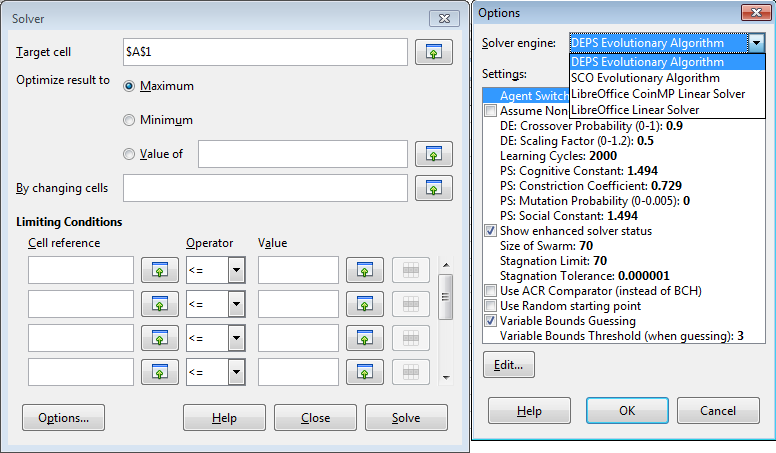 Solver
Target cell
$A$1
Optimize result to
Maximum
Minimum
Value of
By changing cells
Limiting Conditions
Cell reference
Operator
Value
<=
<=
<=
<=
Options...
Help
Close
Solve
Options
Solver engine:
DEPS Evolutionary Algorithm
DEPS Evolutionary Algorithm
SCO Evolutionary Algorithm
LibreOffice CoinMP Linear Solver
LibreOffice Linear Solver
Settings:
Agent Switch
Assume Non
DE: Crossover Probability (0-1): 0.9
DE: Scaling Factor (0-1.2): 0.5
Learning Cycles: 2000
PS: Cognitive Constant: 1.494
PS: Constriction Coefficient: 0.729
PS: Mutation Probability (0-0.005): 0
PS: Social Constant: 1.494
Show enhanced solver status
Size of Swarm: 70
Stagnation Limit: 70
Stagnation Tolerance: 0.000001
Use ACR Comparator (instead of BCH)
Use Random starting point
Variable Bounds Guessing
Variable Bounds Threshold (when guessing): 3
Edit...
Help
OK
Cancel